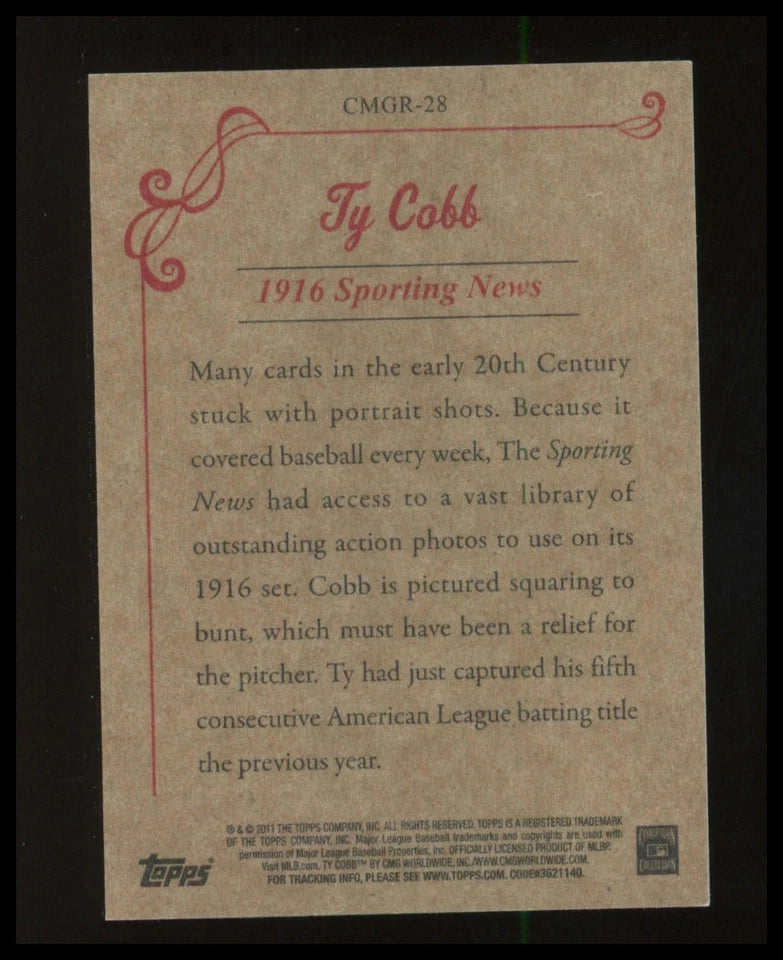 CMGR-28
Ty Cobb
1916 Sporting News
Many cards in the early 20th Century
stuck with portrait shots. Because it
covered baseball every week, The Sporting
News had access to a vast library of
outstanding action photos to use on its
1916 set. Cobb is pictured squaring to
bunt, which must have been a relief for
the pitcher. Ty had just captured his fifth
consecutive American League batting title
the previous year.
® & © 2011 THE TOPPS COMPANY, INC. ALL RIGHTS RESERVED. TOPPS IS A REGISTERED TRADEMARK
OF THE TOPPS COMPANY, INC. Major League Baseball trademarks and copyrights are used with
permission of Major League Baseball Properties, Inc. OFFICIALLY LICENSED PRODUCT OF MLBP.
Visit MLB.com. TY COBB™ BY CMG WORLDWIDE, INC./WWW.CMGWORLDWIDE.COM.
FOR TRACKING INFO, PLEASE SEE WWW.TOPPS.COM. CODE#3621140.
topps